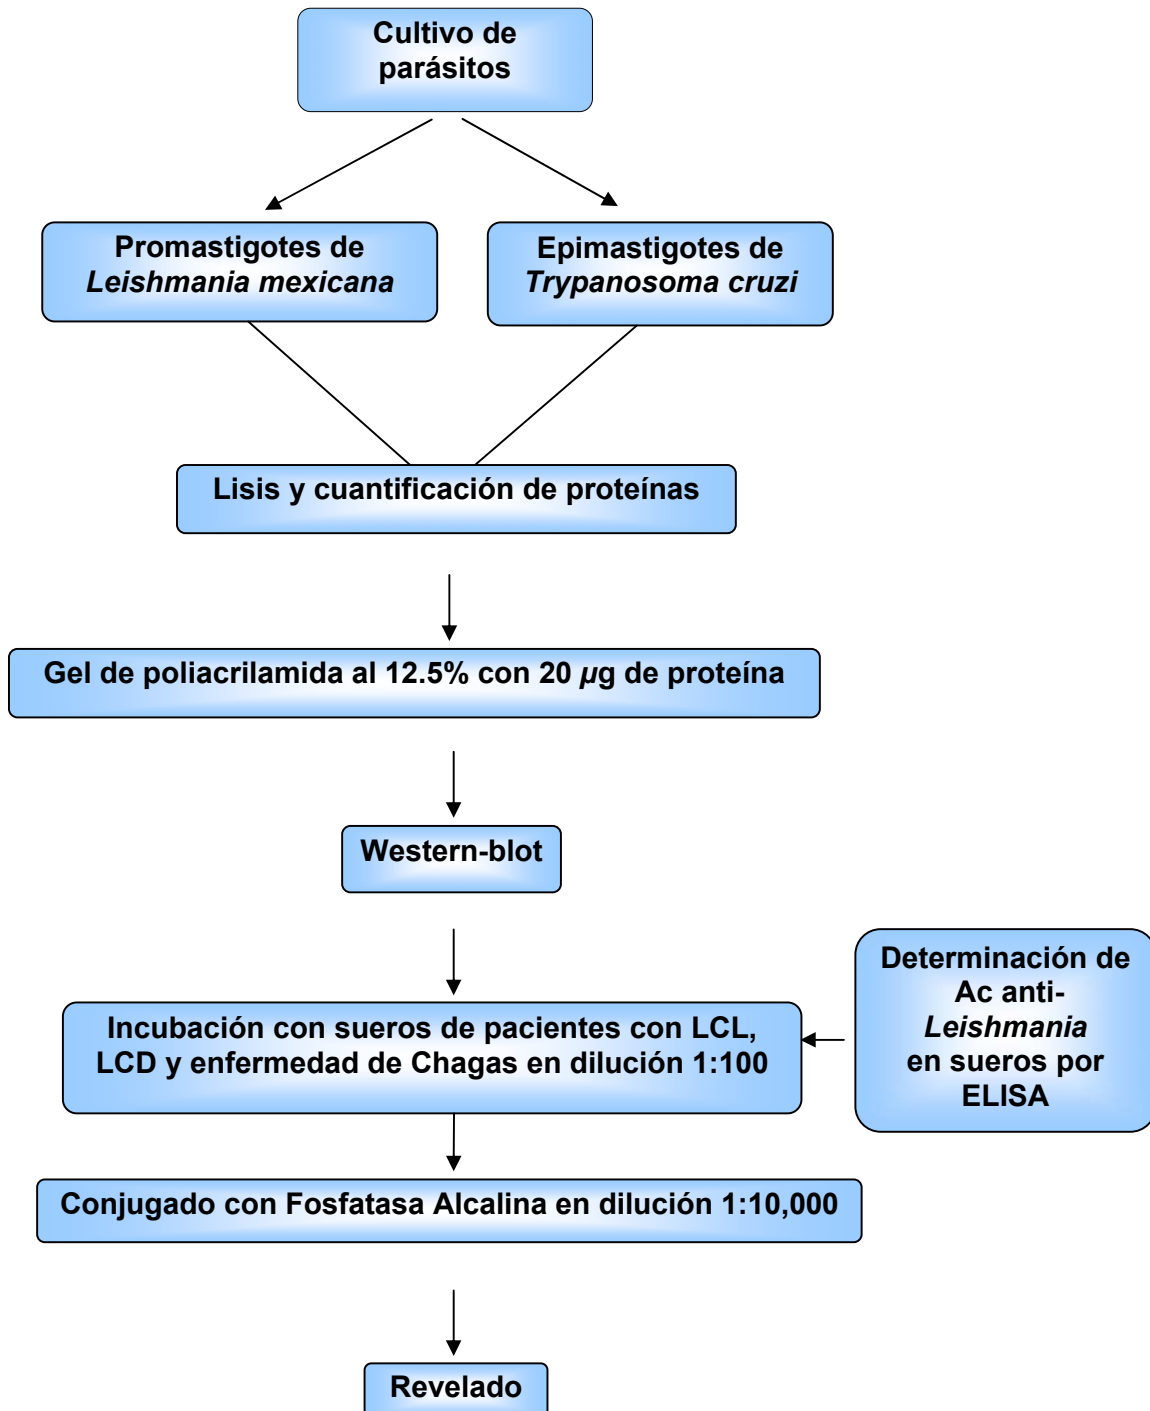 Cultivo de
parásitos
Promastigotes de
Leishmania mexicana
Epimastigotes de
Trypanosoma cruzi
Lisis y cuantificación de proteínas
Gel de poliacrilamida al 12.5% con 20 µg de proteína
Western-blot
Determinación de
Ac anti-
Leishmania
en sueros por
ELISA
Incubación con sueros de pacientes con LCL,
LCD y enfermedad de Chagas en dilución 1:100
Conjugado con Fosfatasa Alcalina en dilución 1:10,000
Revelado